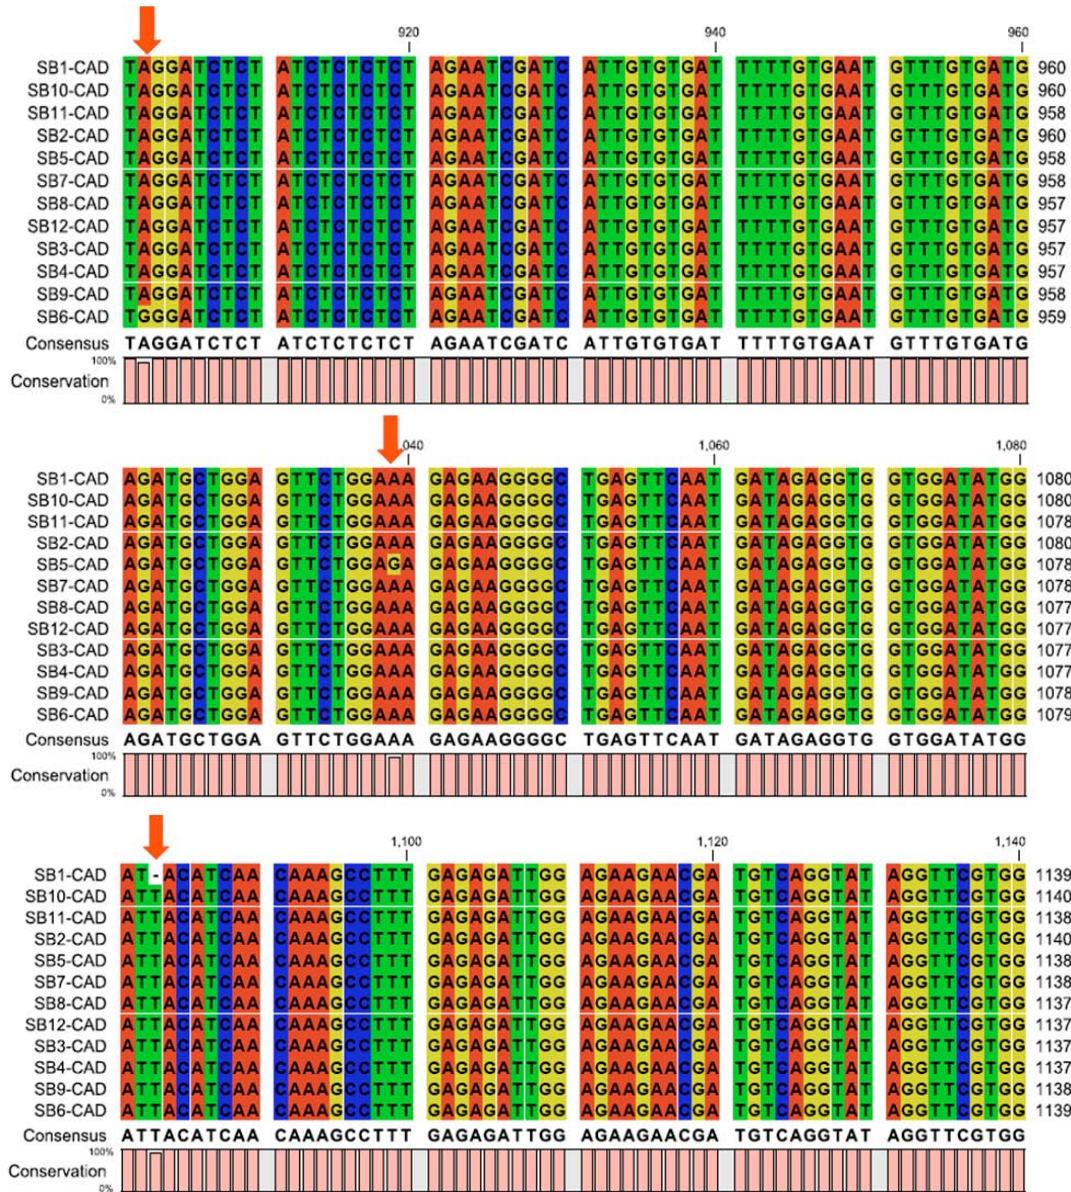 920 940 960
SB1-CAD TAGGATCTCT ATCTCTCTCT AGAATCGATC ATTGTGTGAT TTTTGTGAAT GTTTGTGATG 960
SB10-CAD TAGGATCTCT ATCTCTCTCT AGAATCGATC ATTGTGTGAT TTTTGTGAAT GTTTGTGATG 960
SB11-CAD TAGGATCTCT ATCTCTCTCT AGAATCGATC ATTGTGTGAT TTTTGTGAAT GTTTGTGATG 958
SB2-CAD TAGGATCTCT ATCTCTCTCT AGAATCGATC ATTGTGTGAT TTTTGTGAAT GTTTGTGATG 960
SB5-CAD TAGGATCTCT ATCTCTCTCT AGAATCGATC ATTGTGTGAT TTTTGTGAAT GTTTGTGATG 958
SB7-CAD TAGGATCTCT ATCTCTCTCT AGAATCGATC ATTGTGTGAT TTTTGTGAAT GTTTGTGATG 958
SB8-CAD TAGGATCTCT ATCTCTCTCT AGAATCGATC ATTGTGTGAT TTTTGTGAAT GTTTGTGATG 957
SB12-CAD TAGGATCTCT ATCTCTCTCT AGAATCGATC ATTGTGTGAT TTTTGTGAAT GTTTGTGATG 957
SB3-CAD TAGGATCTCT ATCTCTCTCT AGAATCGATC ATTGTGTGAT TTTTGTGAAT GTTTGTGATG 957
SB4-CAD TAGGATCTCT ATCTCTCTCT AGAATCGATC ATTGTGTGAT TTTTGTGAAT GTTTGTGATG 957
SB9-CAD TAGGATCTCT ATCTCTCTCT AGAATCGATC ATTGTGTGAT TTTTGTGAAT GTTTGTGATG 958
SB6-CAD TGGGATCTCT ATCTCTCTCT AGAATCGATC ATTGTGTGAT TTTTGTGAAT GTTTGTGATG 959
Consensus TAGGATCTCT ATCTCTCTCT AGAATCGATC ATTGTGTGAT TTTTGTGAAT GTTTGTGATG
100%
Conservation
0%
,040 1,060 1,080
SB1-CAD AGATGCTGGA GTTCTGGAAA GAGAAGGGGC TGAGTTCAAT GATAGAGGTG GTGGATATGG 1080
SB10-CAD AGATGCTGGA GTTCTGGAAA GAGAAGGGGC TGAGTTCAAT GATAGAGGTG GTGGATATGG 1080
SB11-CAD AGATGCTGGA GTTCTGGAAA GAGAAGGGGC TGAGTTCAAT GATAGAGGTG GTGGATATGG 1078
SB2-CAD AGATGCTGGA GTTCTGGAAA GAGAAGGGGC TGAGTTCAAT GATAGAGGTG GTGGATATGG 1080
SB5-CAD AGATGCTGGA GTTCTGGAGA GAGAAGGGGC TGAGTTCAAT GATAGAGGTG GTGGATATGG 1078
SB7-CAD AGATGCTGGA GTTCTGGAAA GAGAAGGGGC TGAGTTCAAT GATAGAGGTG GTGGATATGG 1078
SB8-CAD AGATGCTGGA GTTCTGGAAA GAGAAGGGGC TGAGTTCAAT GATAGAGGTG GTGGATATGG 1077
SB12-CAD AGATGCTGGA GTTCTGGAAA GAGAAGGGGC TGAGTTCAAT GATAGAGGTG GTGGATATGG 1077
SB3-CAD AGATGCTGGA GTTCTGGAAA GAGAAGGGGC TGAGTTCAAT GATAGAGGTG GTGGATATGG 1077
SB4-CAD AGATGCTGGA GTTCTGGAAA GAGAAGGGGC TGAGTTCAAT GATAGAGGTG GTGGATATGG 1077
SB9-CAD AGATGCTGGA GTTCTGGAAA GAGAAGGGGC TGAGTTCAAT GATAGAGGTG GTGGATATGG 1078
SB6-CAD AGATGCTGGA GTTCTGGAAA GAGAAGGGGC TGAGTTCAAT GATAGAGGTG GTGGATATGG 1079
Consensus AGATGCTGGA GTTCTGGAAA GAGAAGGGGC TGAGTTCAAT GATAGAGGTG GTGGATATGG
100%
Conservation
0%
1,100 1,120 1,140
SB1-CAD AT-ACATCAA CAAAGCCTTT GAGAGATTGG AGAAGAACGA TGTCAGGTAT AGGTTCGTGG 1139
SB10-CAD ATTACATCAA CAAAGCCTTT GAGAGATTGG AGAAGAACGA TGTCAGGTAT AGGTTCGTGG 1140
SB11-CAD ATTACATCAA CAAAGCCTTT GAGAGATTGG AGAAGAACGA TGTCAGGTAT AGGTTCGTGG 1138
SB2-CAD ATTACATCAA CAAAGCCTTT GAGAGATTGG AGAAGAACGA TGTCAGGTAT AGGTTCGTGG 1140
SB5-CAD ATTACATCAA CAAAGCCTTT GAGAGATTGG AGAAGAACGA TGTCAGGTAT AGGTTCGTGG 1138
SB7-CAD ATTACATCAA CAAAGCCTTT GAGAGATTGG AGAAGAACGA TGTCAGGTAT AGGTTCGTGG 1138
SB8-CAD ATTACATCAA CAAAGCCTTT GAGAGATTGG AGAAGAACGA TGTCAGGTAT AGGTTCGTGG 1137
SB12-CAD ATTACATCAA CAAAGCCTTT GAGAGATTGG AGAAGAACGA TGTCAGGTAT AGGTTCGTGG 1137
SB3-CAD ATTACATCAA CAAAGCCTTT GAGAGATTGG AGAAGAACGA TGTCAGGTAT AGGTTCGTGG 1137
SB4-CAD ATTACATCAA CAAAGCCTTT GAGAGATTGG AGAAGAACGA TGTCAGGTAT AGGTTCGTGG 1137
SB9-CAD ATTACATCAA CAAAGCCTTT GAGAGATTGG AGAAGAACGA TGTCAGGTAT AGGTTCGTGG 1138
SB6-CAD ATTACATCAA CAAAGCCTTT GAGAGATTGG AGAAGAACGA TGTCAGGTAT AGGTTCGTGG 1139
Consensus ATTACATCAA CAAAGCCTTT GAGAGATTGG AGAAGAACGA TGTCAGGTAT AGGTTCGTGG
100%
Conservation
0%